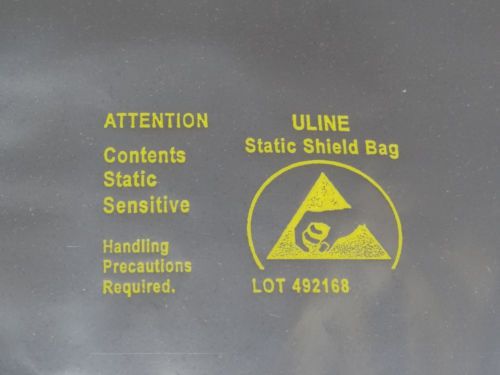 ATTENTION
Contents
Static
Sensitive
Handling
Precautions
Required.
ULINE
Static Shield Bag
LOT 492168